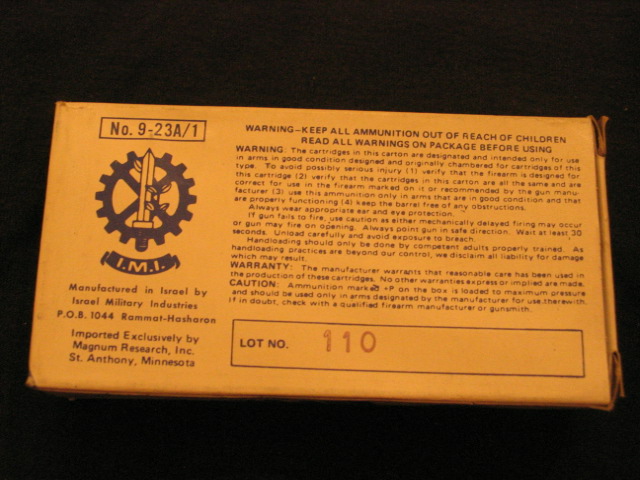 No. 9-23A/1
I.M.I.
Manufactured in Israel by
Israel Military Industries
P.O.B. 1044 Rammat-Hasharon
Imported Exclusively by
Magnum Research, Inc.
St. Anthony, Minnesota
WARNING—KEEP ALL AMMUNITION OUT OF REACH OF CHILDREN
READ ALL WARNINGS ON PACKAGE BEFORE USING
WARNING: The cartridges in this carton are designated and intended only for use
in arms in good condition designed and originally chambered for cartridges of this
type. To avoid possibly serious injury (1) verify that the firearm is designed for
this cartridge (2) verify that the cartridges in this carton are all the same and are
correct for use in the firearm marked on it or recommended by the gun manu-
facturer (3) use this ammunition only in arms that are in good condition and that
are properly functioning (4) keep the barrel free of any obstructions.
Always wear appropriate ear and eye protection.
If gun fails to fire, use caution as either mechanically delayed firing may occur
or gun may fire on opening. Always point gun in safe direction. Wait at least 30
seconds. Unload carefully and avoid exposure to breach.
Handloading should only be done by competent adults properly trained. As
handloading practices are beyond our control, we disclaim all liability for damage
which may result.
WARRANTY: The manufacturer warrants that reasonable care has been used in
the production of these cartridges. No other warranties express or implied are made.
CAUTION: Ammunition marked +P on the box is loaded to maximum pressure
and should be used only in arms designated by the manufacturer for use therewith.
If in doubt, check with a qualified firearm manufacturer or gunsmith.
LOT NO. 110